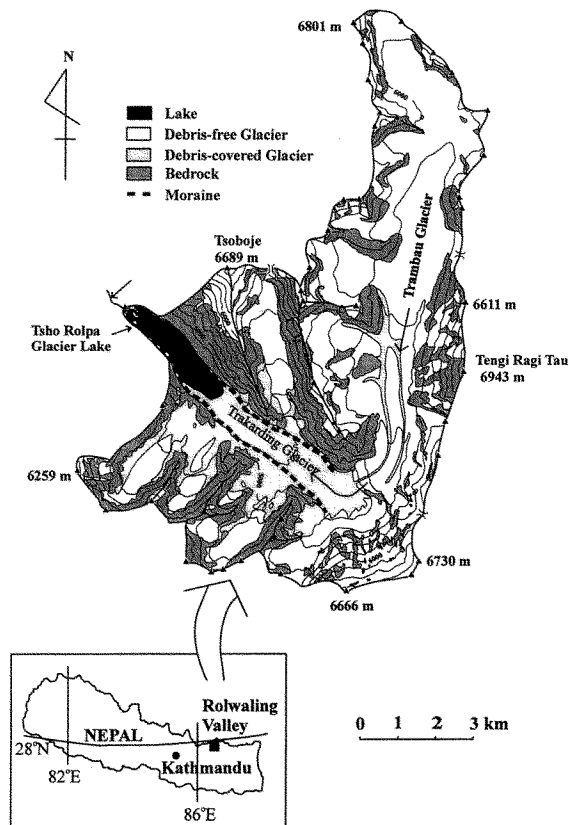 6801 m
N
Lake
Debris-free Glacier
Debris-covered Glacier
Bedrock
Moraine
Trambau Glacier
Tsoboje
6689 m
6611 m
Tsho Rolpa
Glacier Lake
Tengi Ragi Tau
6943 m
Trakarding Glacier
6259 m
6730 m
6666 m
Rolwaling
Valley
NEPAL
28°N
Kathmandu
82°E
86°E
0 1 2 3 km